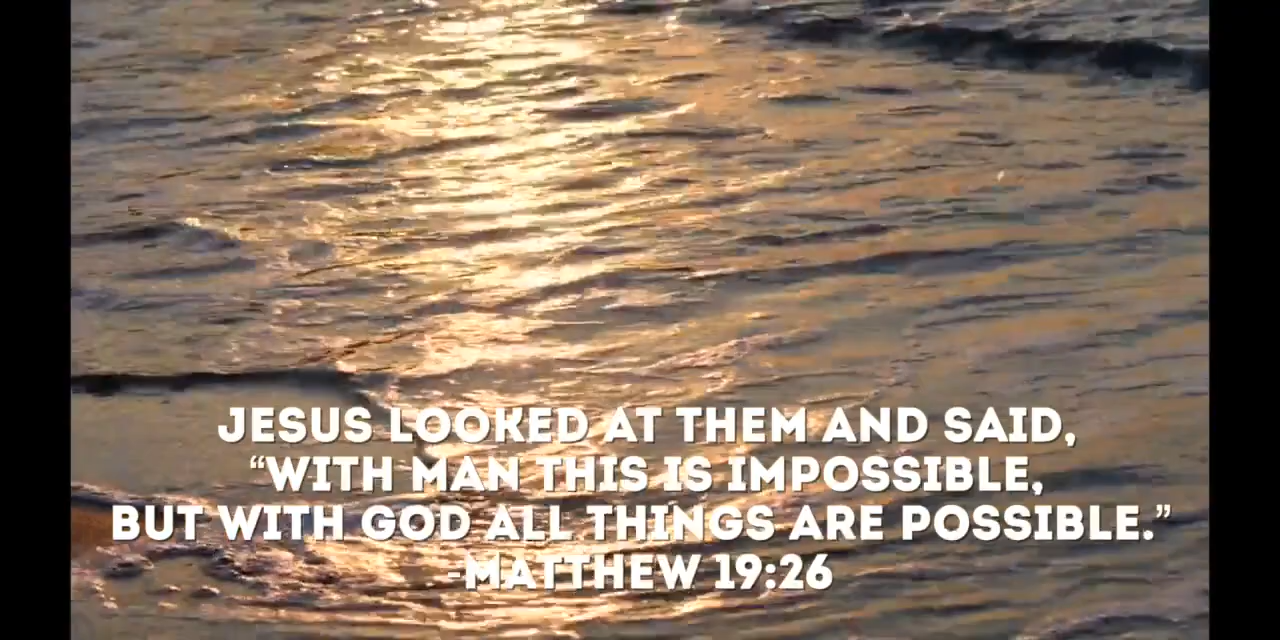 JESUS LOOKED AT THEM AND SAID,
“WITH MAN THIS IS IMPOSSIBLE,
BUT WITH GOD ALL THINGS ARE POSSIBLE.”
-MATTHEW 19:26